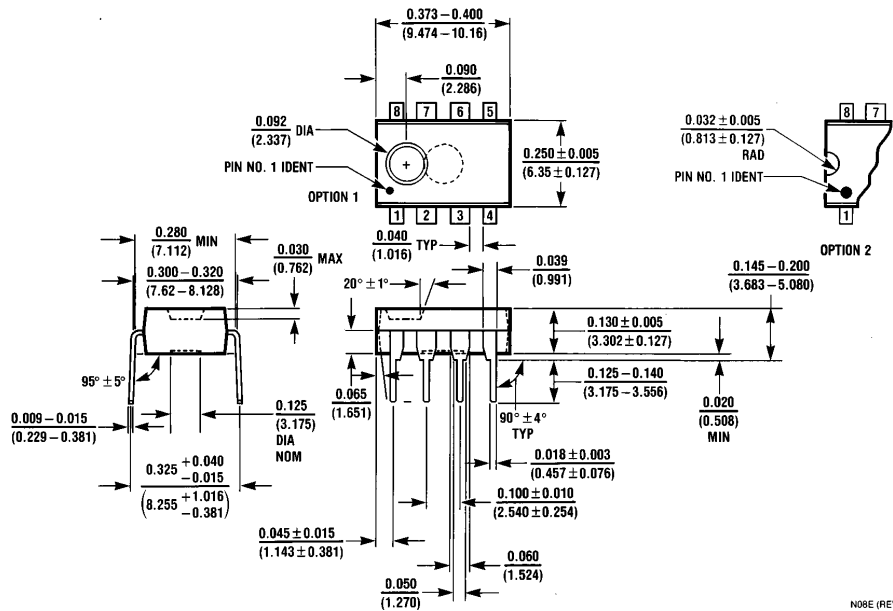 0.373 – 0.400
(9.474 – 10.16)
0.090
(2.286)
8 7 6 5
0.092
(2.337)
DIA
PIN NO. 1 IDENT
OPTION 1
1 2 3 4
0.250 ± 0.005
(6.35 ± 0.127)
0.032 ± 0.005
(0.813 ± 0.127)
RAD
PIN NO. 1 IDENT
8 7
1
OPTION 2
0.280
(7.112)
MIN
0.030
(0.762)
MAX
0.040
(1.016)
TYP
0.039
(0.991)
0.145 – 0.200
(3.683 – 5.080)
0.300 – 0.320
(7.62 – 8.128)
20° ± 1°
0.130 ± 0.005
(3.302 ± 0.127)
95° ± 5°
0.065
(1.651)
0.125 – 0.140
(3.175 – 3.556)
0.020
(0.508)
MIN
90° ± 4°
TYP
0.009 – 0.015
(0.229 – 0.381)
0.125
(3.175)
DIA
NOM
0.018 ± 0.003
(0.457 ± 0.076)
0.325 +0.040
−0.015
(8.255 +1.016
−0.381)
0.100 ± 0.010
(2.540 ± 0.254)
0.045 ± 0.015
(1.143 ± 0.381)
0.060
(1.524)
0.050
(1.270)
N08E (RE